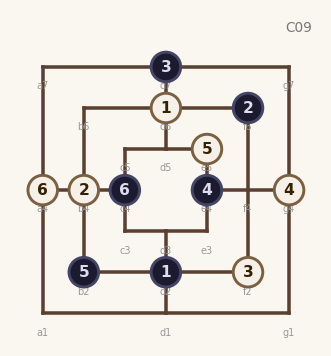 C09
3
a7 d7 g7
1 2
b6 d6 f6
5
c5 d5 e5
6 2 6 4 4
a4 b4 c4 e4 f4 g4
c3 d3 e3
5 1 3
b2 d2 f2
a1 d1 g1